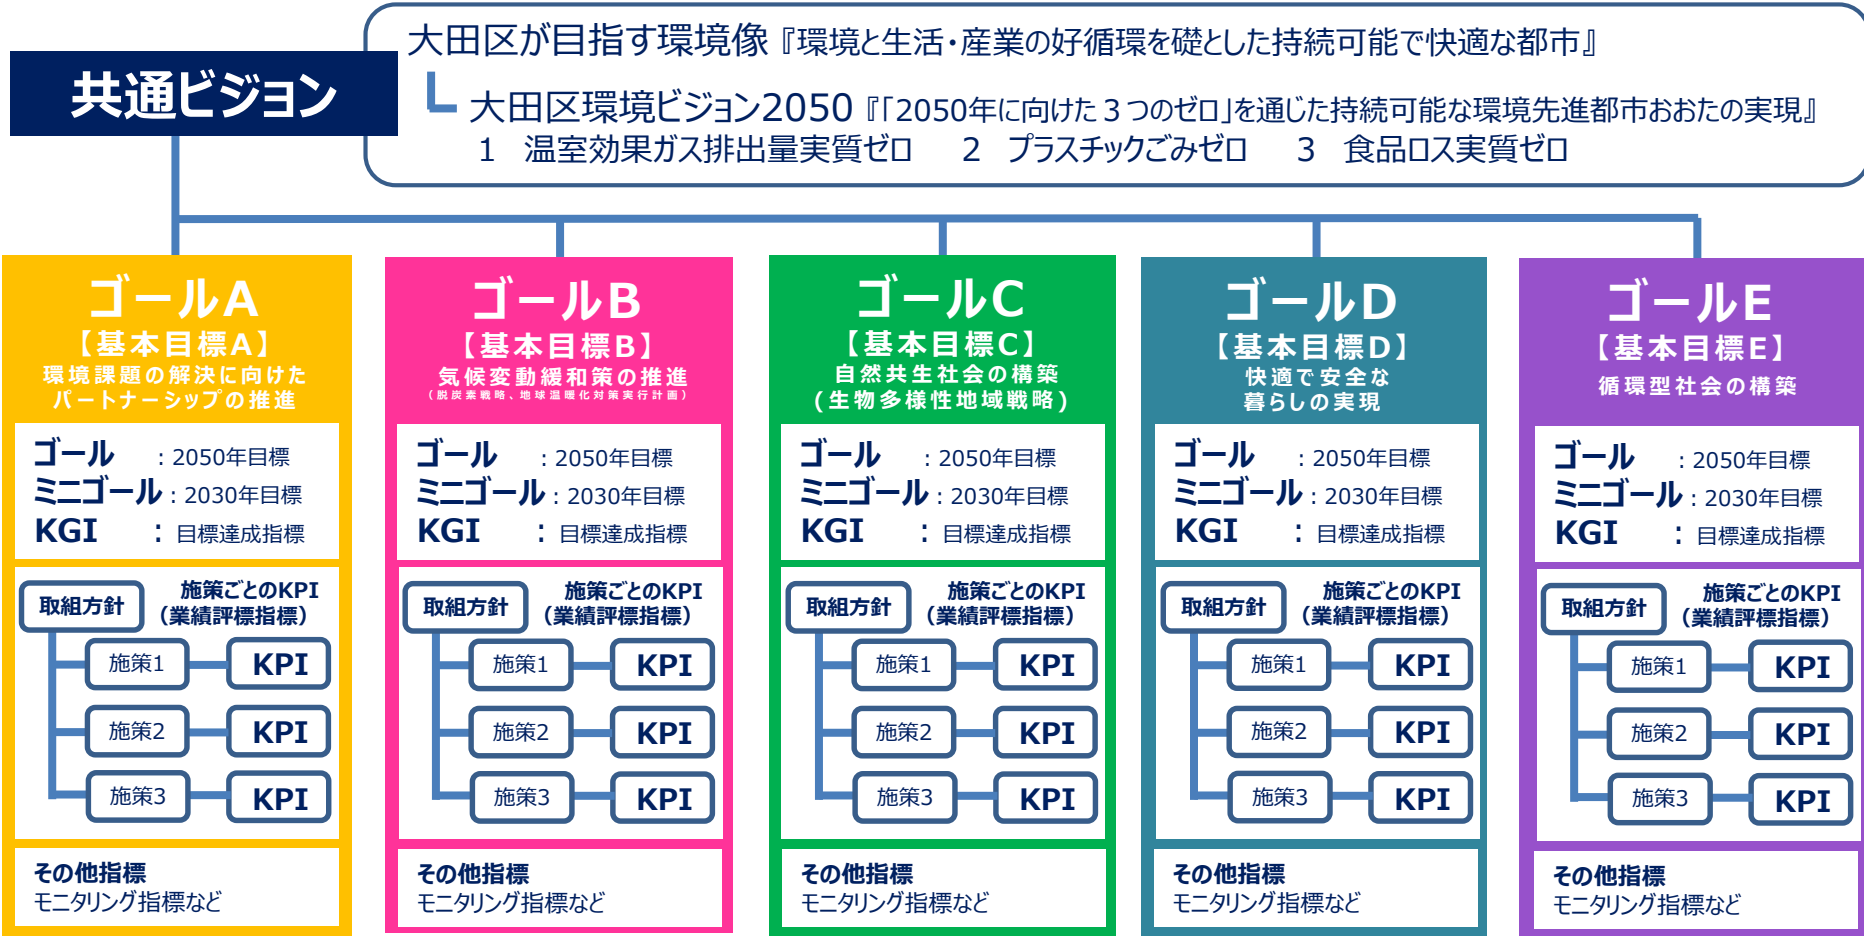 共通ビジョン
大田区が目指す環境像『環境と生活・産業の好循環を礎とした持続可能で快適な都市』
大田区環境ビジョン2050『「2050年に向けた３つのゼロ」を通じた持続可能な環境先進都市おおたの実現』
1　温室効果ガス排出量実質ゼロ　2　プラスチックごみゼロ　3　食品ロス実質ゼロ
ゴールA
【基本目標A】
環境課題の解決に向けた
パートナーシップの推進
ゴール　：2050年目標
ミニゴール：2030年目標
KGI　：目標達成指標
取組方針
施策ごとのKPI
（業績評標指標）
施策1　KPI
施策2　KPI
施策3　KPI
その他指標
モニタリング指標など
ゴールB
【基本目標B】
気候変動緩和策の推進
（脱炭素戦略、地球温暖化対策実行計画）
ゴール　：2050年目標
ミニゴール：2030年目標
KGI　：目標達成指標
取組方針
施策ごとのKPI
（業績評標指標）
施策1　KPI
施策2　KPI
施策3　KPI
その他指標
モニタリング指標など
ゴールC
【基本目標C】
自然共生社会の構築
(生物多様性地域戦略)
ゴール　：2050年目標
ミニゴール：2030年目標
KGI　：目標達成指標
取組方針
施策ごとのKPI
（業績評標指標）
施策1　KPI
施策2　KPI
施策3　KPI
その他指標
モニタリング指標など
ゴールD
【基本目標D】
快適で安全な
暮らしの実現
ゴール　：2050年目標
ミニゴール：2030年目標
KGI　：目標達成指標
取組方針
施策ごとのKPI
（業績評標指標）
施策1　KPI
施策2　KPI
施策3　KPI
その他指標
モニタリング指標など
ゴールE
【基本目標E】
循環型社会の構築
ゴール　：2050年目標
ミニゴール：2030年目標
KGI　：目標達成指標
取組方針
施策ごとのKPI
（業績評標指標）
施策1　KPI
施策2　KPI
施策3　KPI
その他指標
モニタリング指標など